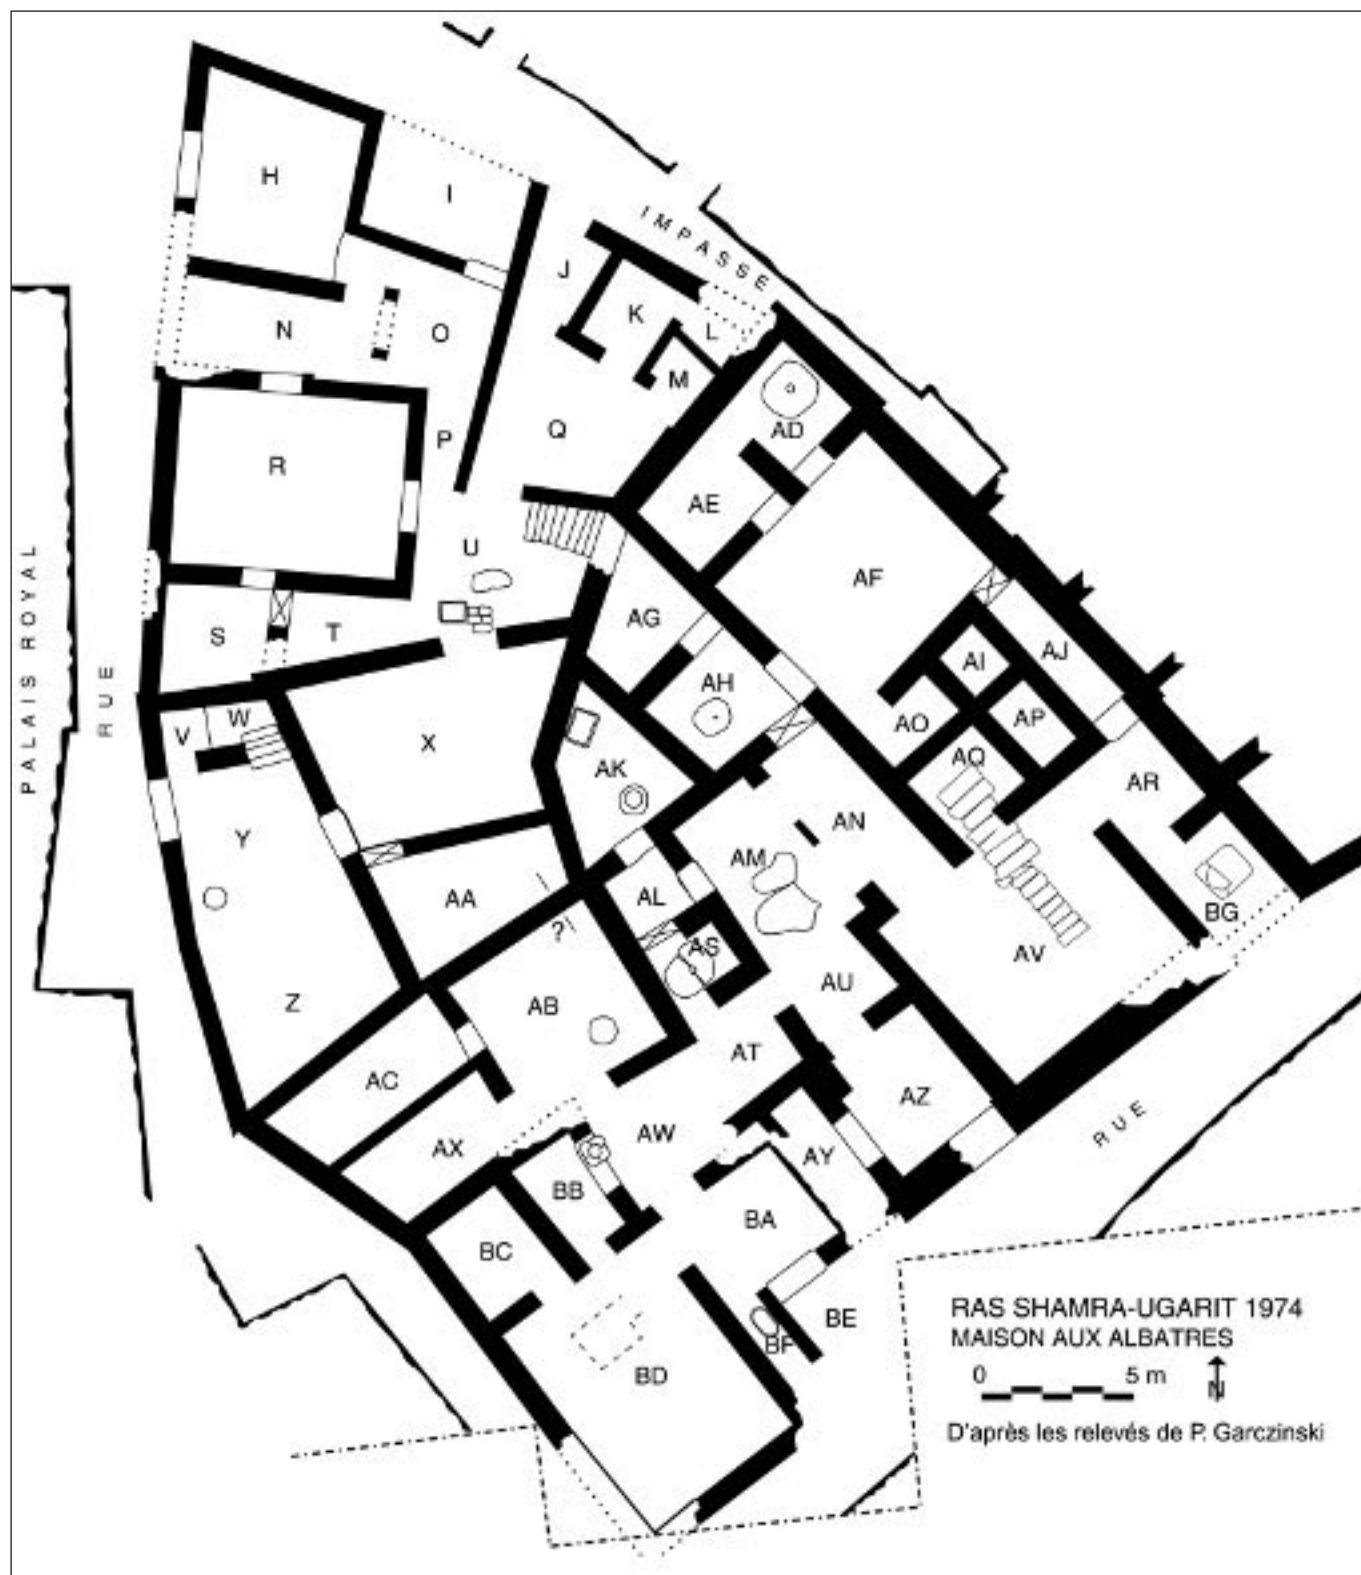 H
I
IMPASSE
J
K
L
N
O
M
AD
P
Q
R
AE
U
AF
S
T
AG
AI
AJ
AH
V
W
AO
AP
X
AK
AQ
AR
Y
AN
AM
AA
AL
BG
?
AS
AV
AU
Z
AB
AT
AC
AZ
AX
AW
AY
BB
BA
BC
BE
BF
BD
PALAIS ROYAL
RUE
RUE
RAS SHAMRA-UGARIT 1974
MAISON AUX ALBATRES
0 5 m
N
D'après les relevés de P. Garczinski